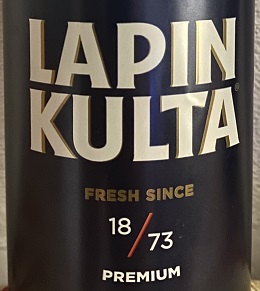 LAPIN
KULTA®
FRESH SINCE
18/73
PREMIUM